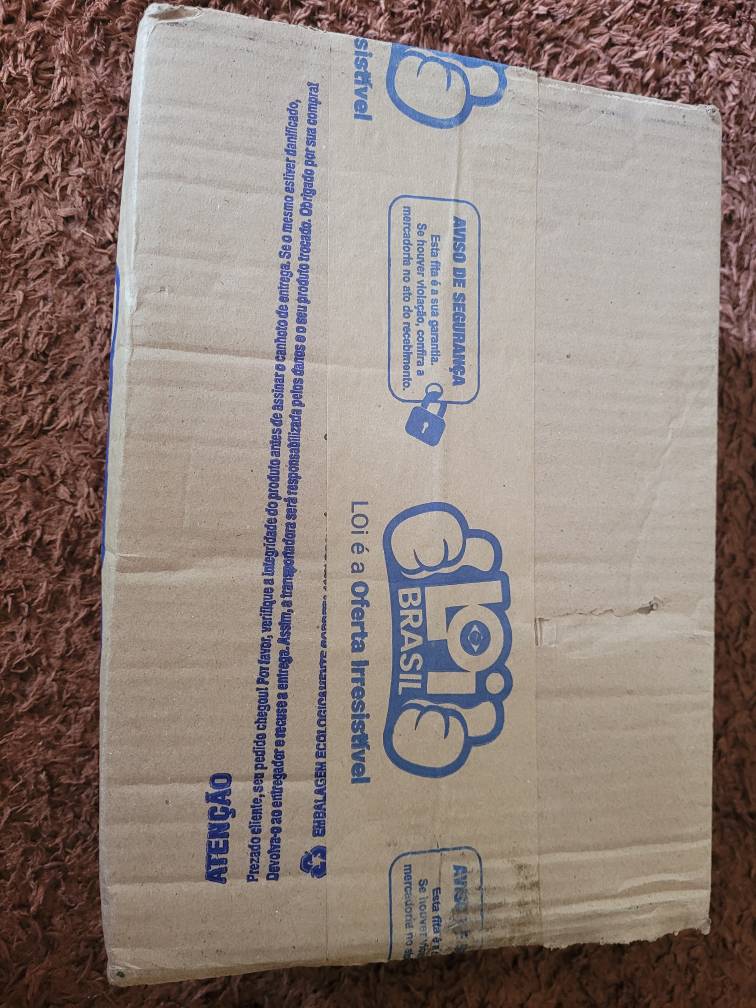 ATENÇÃO
Prezado cliente, seu pedido chegou! Por favor, verifique a integridade do produto antes de assinar o canhoto de entrega. Se o mesmo estiver danificado,
Devolva-o ao entregador e recuse a entrega. Assim, a transportadora será responsabilizada pelos danos e o seu produto trocado. Obrigado por sua compra!
EMBALAGEM ECOLOGICAMENTE
sistível
AVISO DE SEGURANÇA
Esta fita é a sua garantia.
Se houver violação, confira a
mercadoria no ato do recebimento.
LOi
BRASIL
LOi é a Oferta Irresistível
Esta fita é
Se houver
mercadoria no